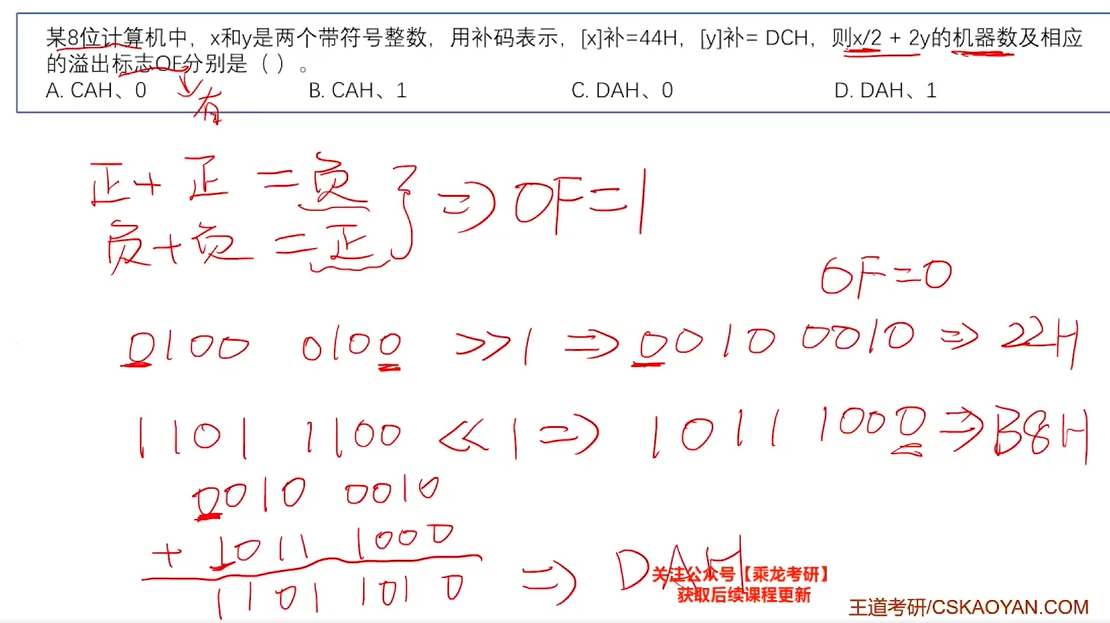 某8位计算机中，x和y是两个带符号整数，用补码表示，[x]补=44H，[y]补= DCH，则x/2 + 2y的机器数及相应
的溢出标志OF分别是（ ）。
A. CAH、0 B. CAH、1 C. DAH、0 D. DAH、1
有
正+正=负
负+负=正 } => OF=1
OF=0
0100 0100 >>1 => 0010 0010 => 22H
1101 1100 <<1 => 1011 1000 => B8H
0010 0010
+ 1011 1000
1101 1010 => DAH
关注公众号【乘龙考研】
获取后续课程更新
王道考研/CSKAOYAN.COM